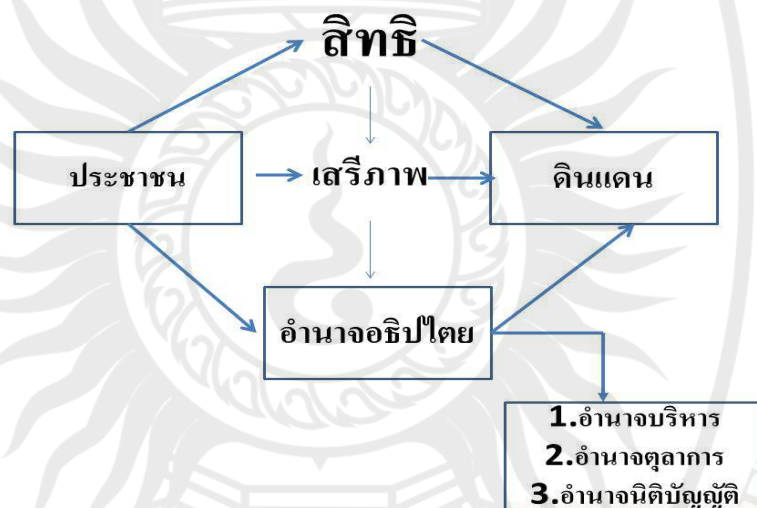 สิทธิ
ประชาชน
เสรีภาพ
ดินแดน
อำนาจอธิปไตย
1.อำนาจบริหาร
2.อำนาจตุลาการ
3.อำนาจนิติบัญญัติ